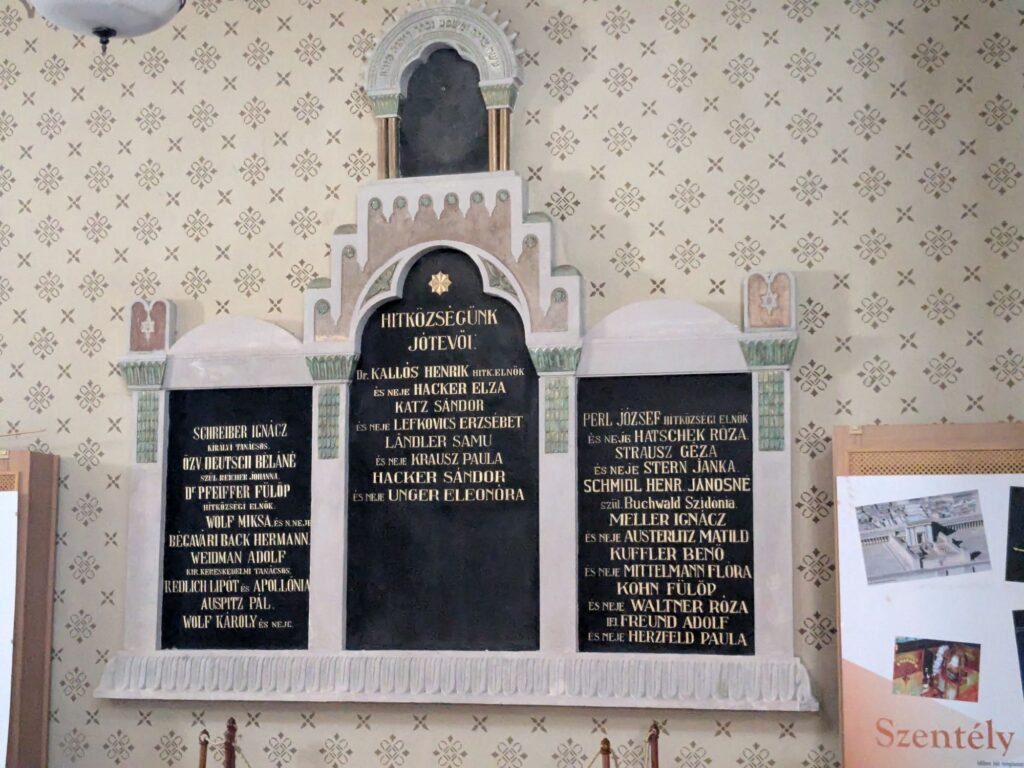 HITKÖZSÉGÜNK
JÓTEVŐI.
Dr. KALLÓS HENRIK HITK.ELNÖK
ÉS NEJE HACKER ELZA
KATZ SÁNDOR
ÉS NEJE LEFKOVICS ERZSÉBET
LÄNDLER SAMU
ÉS NEJE KRAUSZ PAULA
HACKER SÁNDOR
ÉS NEJE UNGER ELEONÓRA
SCHREIBER IGNÁCZ
KIRÁLYI TANÁCSOS.
ÖZV DEUTSCH BÉLÁNÉ
SZÜL. REICHER JOHANNA.
Dr PFEIFFER FÜLÖP
HITKÖZSÉGI ELNÖK.
WOLF MIKSA. ÉS N.NEJE
BÉGAVÁRI BACK HERMANN.
WEIDMAN ADOLF
KIR. KERESKEDELMI TANÁCSOS.
REDLICH LIPÓT ÉS APOLLÓNIA
AUSPITZ PÁL.
WOLF KÁROLY ÉS NEJE.
PERL JÓZSEF HITKÖZSÉGI ELNÖK
ÉS NEJE HATSCHEK RÓZA.
STRAUSZ GÉZA
ÉS NEJE STERN JANKA.
SCHMIDL HENR. JÁNOSNÉ
szül. Buchwald Szidónia.
MELLER IGNÁCZ
ÉS NEJE AUSTERLITZ MATILD
KUFFLER BENŐ.
ÉS NEJE MITTELMANN FLÓRA
KOHN FÜLÖP
ÉS NEJE WALTNER RÓZA
IFJ. FREUND ADOLF
ÉS NEJE HERZFELD PAULA
Szentély